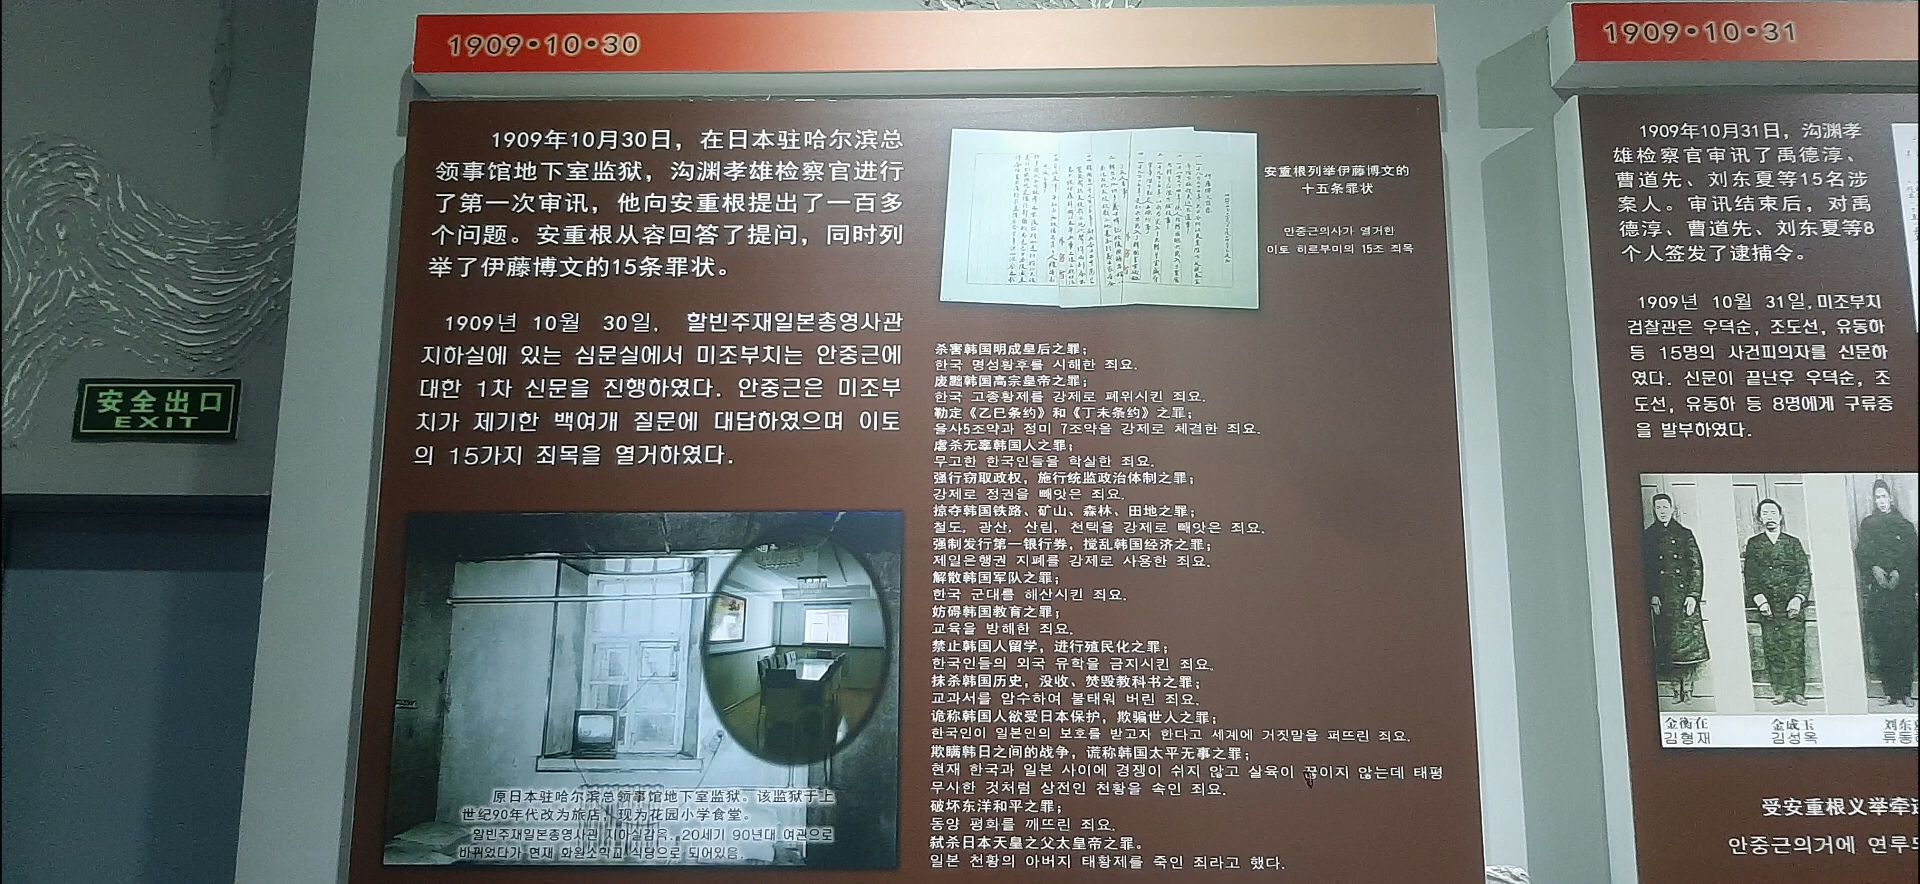 1909·10·30
1909年10月30日，在日本驻哈尔滨总
领事馆地下室监狱，沟渊孝雄检察官进行
了第一次审讯，他向安重根提出了一百多
个问题。安重根从容回答了提问，同时列
举了伊藤博文的15条罪状。
1909년 10월 30일, 할빈주재일본총영사관
지하실에 있는 심문실에서 미조부치는 안중근에
대한 1차 신문을 진행하였다. 안중근은 미조부
치가 제기한 백여개 질문에 대답하였으며 이토
의 15가지 죄목을 열거하였다.
原日本驻哈尔滨总领事馆地下室监狱。该监狱于上
世纪90年代改为旅店，现为花园小学食堂。
할빈주재일본총영사관 지하실감옥. 20세기 90년대 여관으로
바뀌었다가 현재 화원소학교 식당으로 되어있음.
安重根列举伊藤博文的
十五条罪状
안중근의사가 열거한
이토 히로부미의 15조 죄목
杀害韩国明成皇后之罪；
한국 명성황후를 시해한 죄요.
废黜韩国高宗皇帝之罪；
한국 고종황제를 강제로 폐위시킨 죄요.
勒定《乙巳条约》和《丁未条约》之罪；
을사5조약과 정미 7조약을 강제로 체결한 죄요.
虐杀无辜韩国人之罪；
무고한 한국인들을 학살한 죄요.
强行窃取政权，施行统监政治体制之罪；
강제로 정권을 빼앗은 죄요.
掠夺韩国铁路、矿山、森林、田地之罪；
철도, 광산, 산림, 천택을 강제로 빼앗은 죄요.
强制发行第一银行券，搅乱韩国经济之罪；
제일은행권 지폐를 강제로 사용한 죄요.
解散韩国军队之罪；
한국 군대를 해산시킨 죄요.
妨碍韩国教育之罪；
교육을 방해한 죄요.
禁止韩国人留学，进行殖民化之罪；
한국인들의 외국 유학을 금지시킨 죄요.
抹杀韩国历史，没收、焚毁教科书之罪；
교과서를 압수하여 불태워 버린 죄요.
诡称韩国人欲受日本保护，欺骗世人之罪；
한국인이 일본인의 보호를 받고자 한다고 세계에 거짓말을 퍼뜨린 죄요.
欺瞒韩日之间的战争，谎称韩国太平无事之罪；
현재 한국과 일본 사이에 경쟁이 쉬지 않고 살육이 끊이지 않는데 태평
무사한 것처럼 상전인 천황을 속인 죄요.
破坏东洋和平之罪；
동양 평화를 깨뜨린 죄요.
弑杀日本天皇之父太皇帝之罪。
일본 천황의 아버지 태황제를 죽인 죄라고 했다.
1909·10·31
1909年10月31日，沟渊孝
雄检察官审讯了禹德淳、
曹道先、刘东夏等15名涉
案人。审讯结束后，对禹
德淳、曹道先、刘东夏等8
个人签发了逮捕令。
1909년 10월 31일,미조부치
검찰관은 우덕순, 조도선, 유동하
등 15명의 사건피의자를 신문하
였다. 신문이 끝난후 우덕순, 조
도선, 유동하 등 8명에게 구류증
을 발부하였다.
金衡在
김형재
金成玉
김성옥
刘东
류동
受安重根义举牵
안중근의거에 연루
安全出口
EXIT